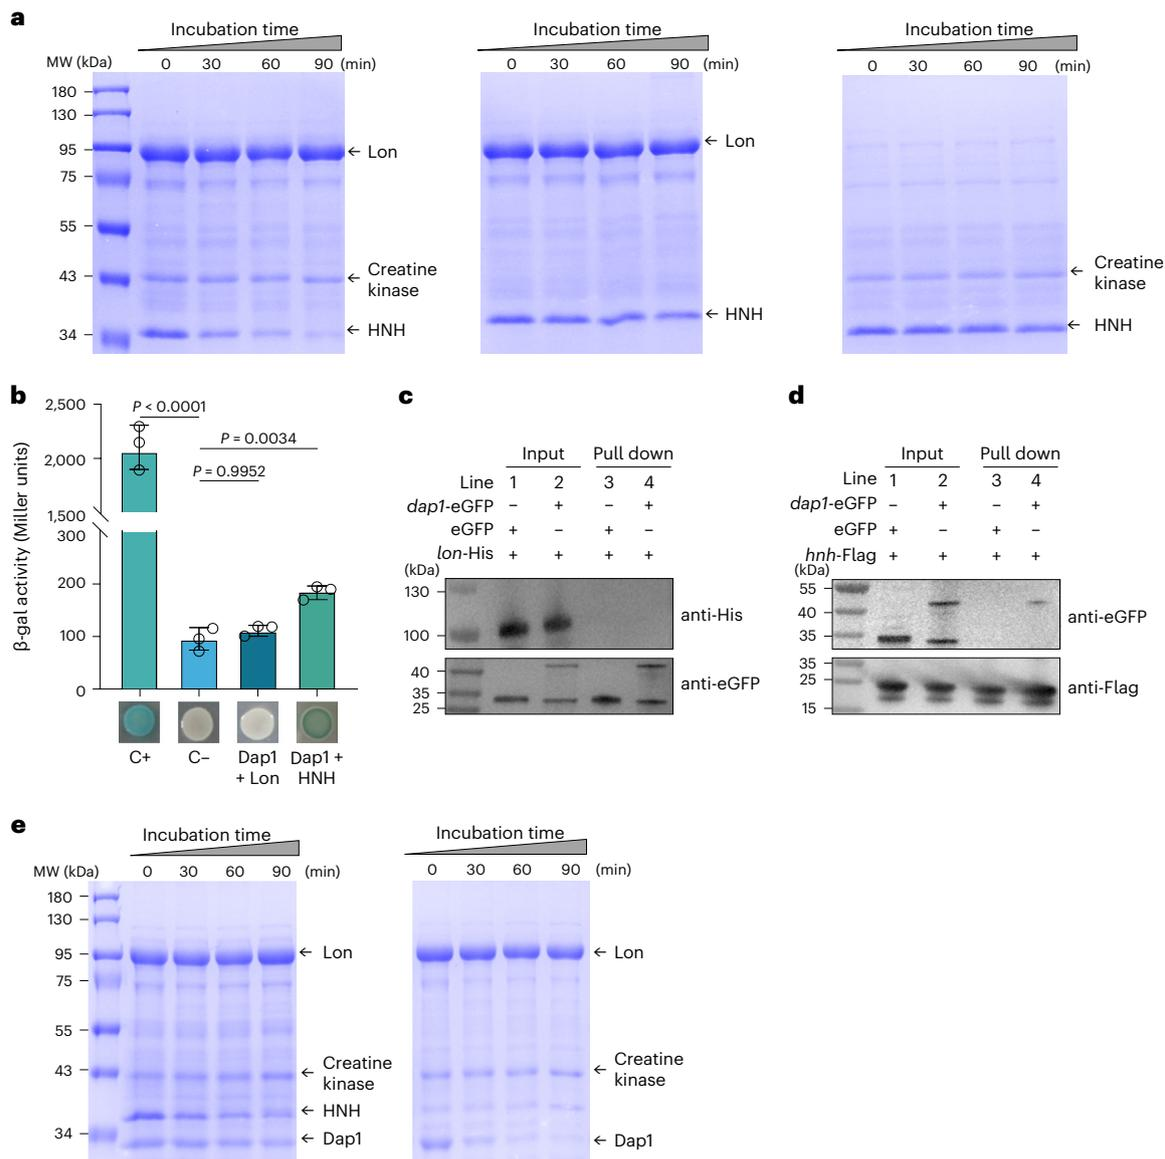 a
Incubation time
MW (kDa) 0 30 60 90 (min)
180
130
95
75
55
43
34
← Lon
← Creatine
kinase
← HNH
Incubation time
0 30 60 90 (min)
← Lon
← HNH
Incubation time
0 30 60 90 (min)
← Creatine
kinase
← HNH
b
β-gal activity (Miller units)
2,500
2,000
1,500
300
200
100
0
P < 0.0001
P = 0.0034
P = 0.9952
C+ C− Dap1 Dap1 +
+ Lon HNH
c
Input Pull down
Line 1 2 3 4
dap1-eGFP − + − +
eGFP + − + −
lon-His + + + +
(kDa)
130
100
anti-His
40
35
25
anti-eGFP
d
Input Pull down
Line 1 2 3 4
dap1-eGFP − + − +
eGFP + − + −
hnh-Flag + + + +
(kDa)
55
40
35
anti-eGFP
35
25
15
anti-Flag
e
Incubation time
MW (kDa) 0 30 60 90 (min)
180
130
95
75
55
43
34
← Lon
← Creatine
kinase
← HNH
← Dap1
Incubation time
0 30 60 90 (min)
← Lon
← Creatine
kinase
← Dap1